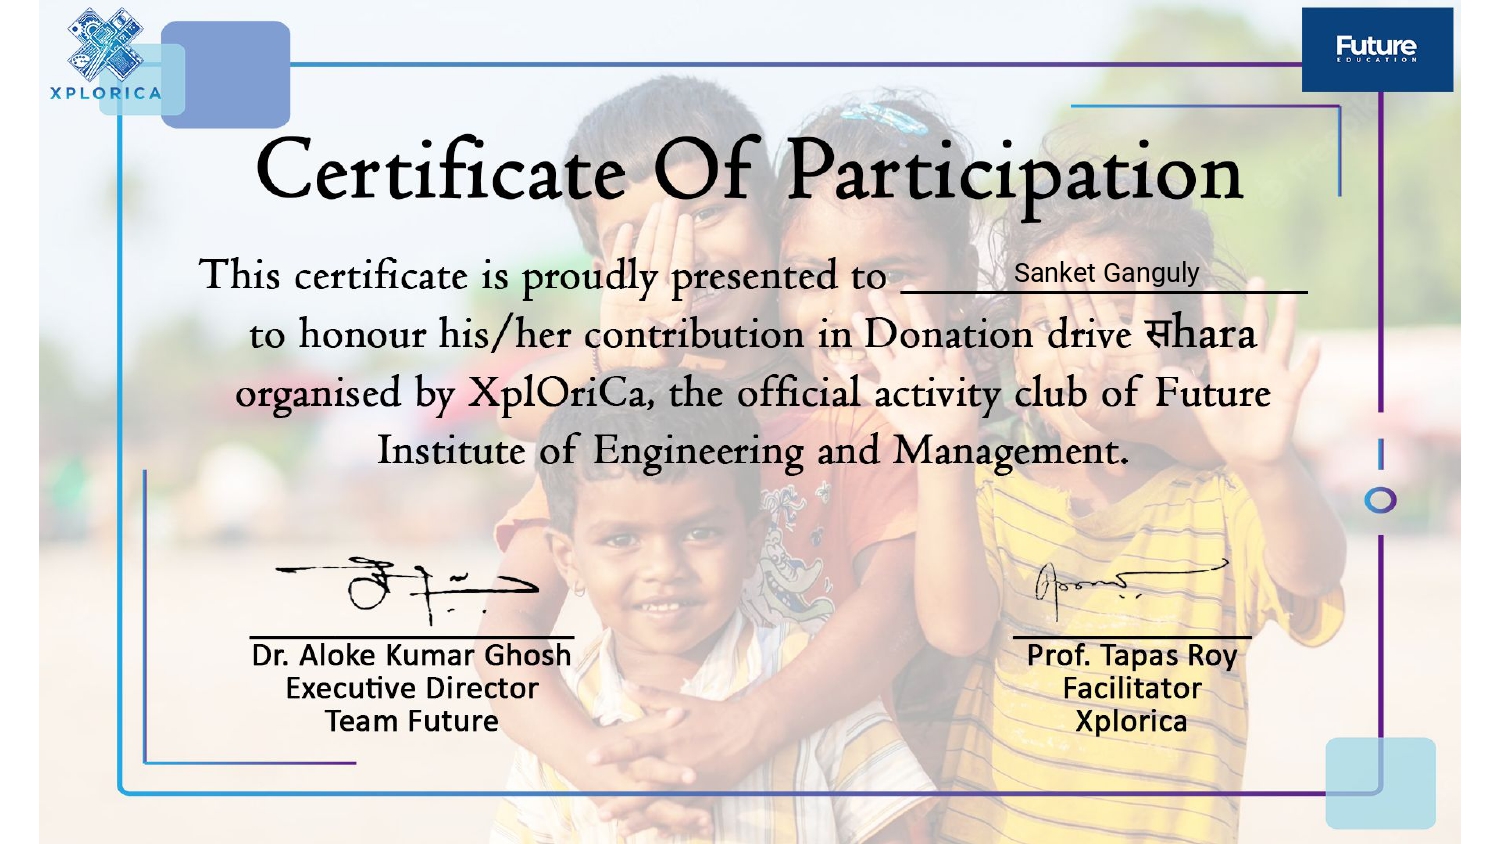 XPLORICA
Future
EDUCATION
Certificate Of Participation
This certificate is proudly presented to Sanket Ganguly
to honour his/her contribution in Donation drive सhara
organised by XplOriCa, the official activity club of Future
Institute of Engineering and Management.
Dr. Aloke Kumar Ghosh
Executive Director
Team Future
Prof. Tapas Roy
Facilitator
Xplorica